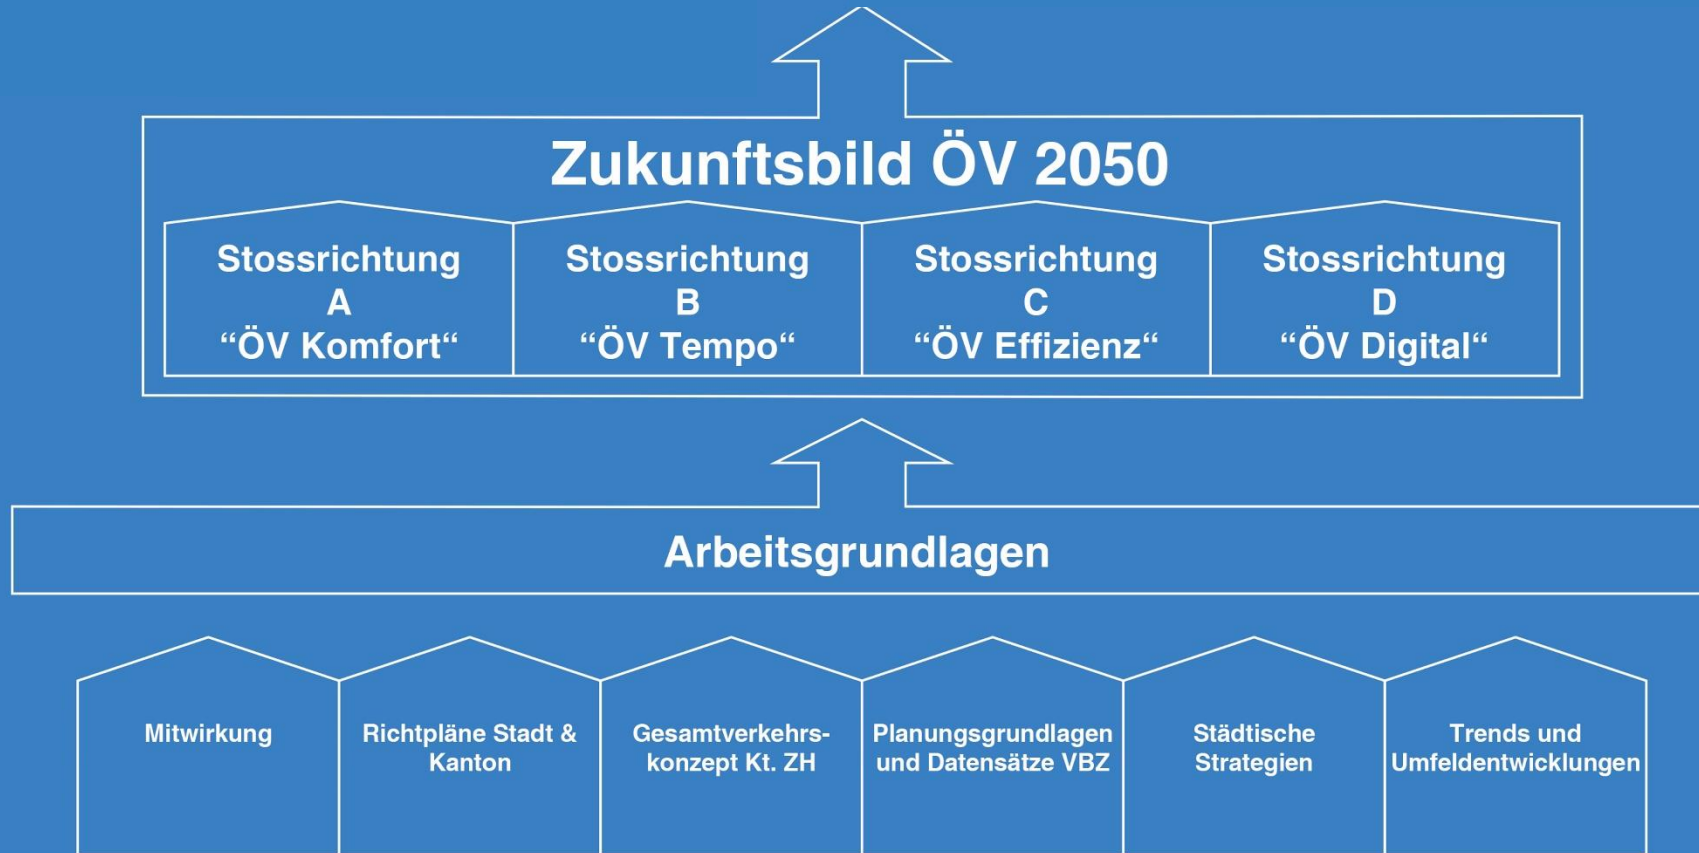 Zukunftsbild ÖV 2050
Stossrichtung
A
“ÖV Komfort“
Stossrichtung
B
“ÖV Tempo“
Stossrichtung
C
“ÖV Effizienz“
Stossrichtung
D
“ÖV Digital“
Arbeitsgrundlagen
Mitwirkung
Richtpläne Stadt &
Kanton
Gesamtverkehrs-
konzept Kt. ZH
Planungsgrundlagen
und Datensätze VBZ
Städtische
Strategien
Trends und
Umfeldentwicklungen